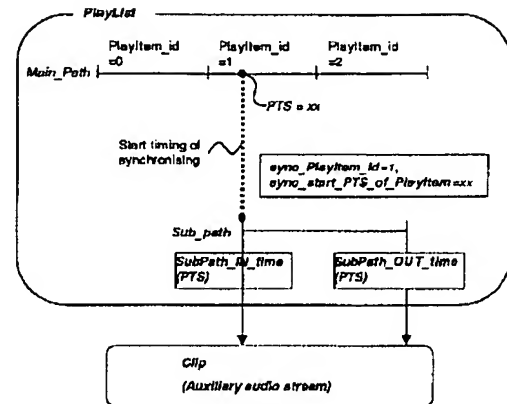 PlayList
PlayItem_id
=0
PlayItem_id
=1
PlayItem_id
=2
Main_Path
PTS = xx
Start timing of
synchronising
sync_PlayItem_id=1,
sync_start_PTS_of_PlayItem=xx
Sub_path
SubPath_IN_time
(PTS)
SubPath_OUT_time
(PTS)
Clip
(Auxiliary audio stream)